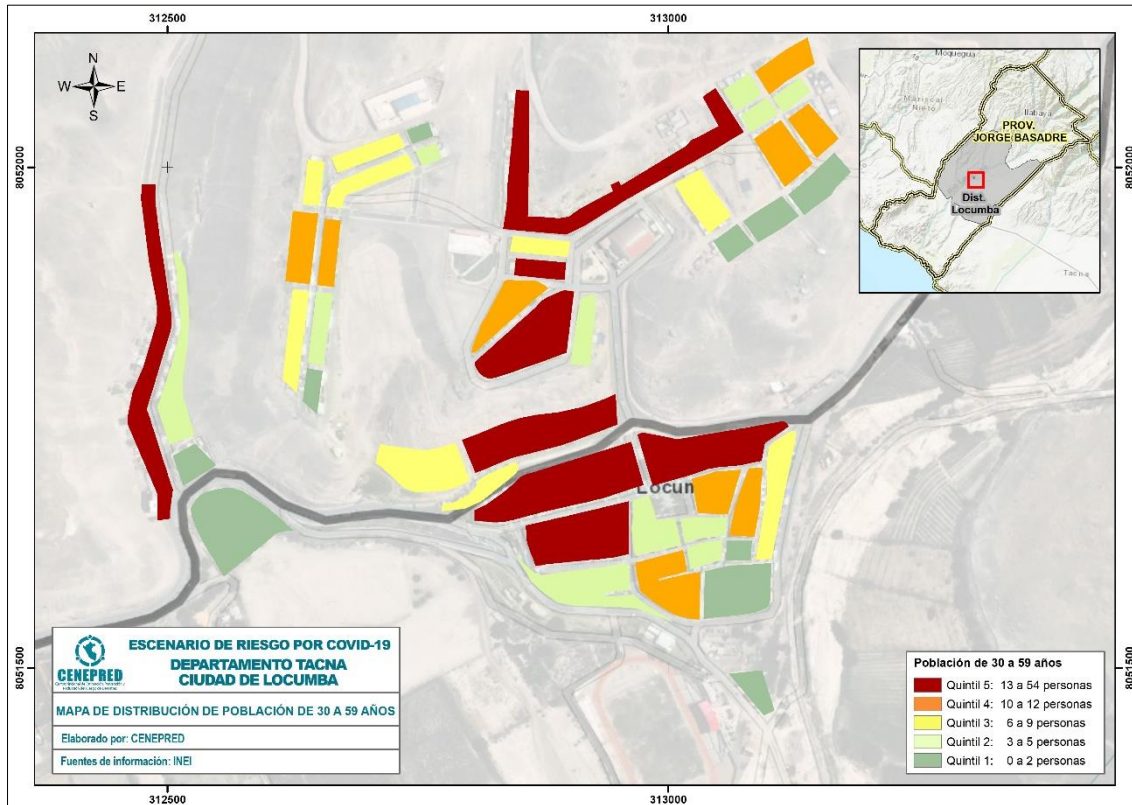 312500
313000
N
W E
S
8052000
8052000
Moquegua
Mariscal
Nieto
Ilabaya
PROV.
JORGE BASADRE
Dist.
Locumba
Tacna
Locun
8051500
8051500
CENEPRED
ESCENARIO DE RIESGO POR COVID-19
DEPARTAMENTO TACNA
CIUDAD DE LOCUMBA
MAPA DE DISTRIBUCIÓN DE POBLACIÓN DE 30 A 59 AÑOS
Elaborado por: CENEPRED
Fuentes de información: INEI
Población de 30 a 59 años
Quintil 5: 13 a 54 personas
Quintil 4: 10 a 12 personas
Quintil 3: 6 a 9 personas
Quintil 2: 3 a 5 personas
Quintil 1: 0 a 2 personas
312500
313000